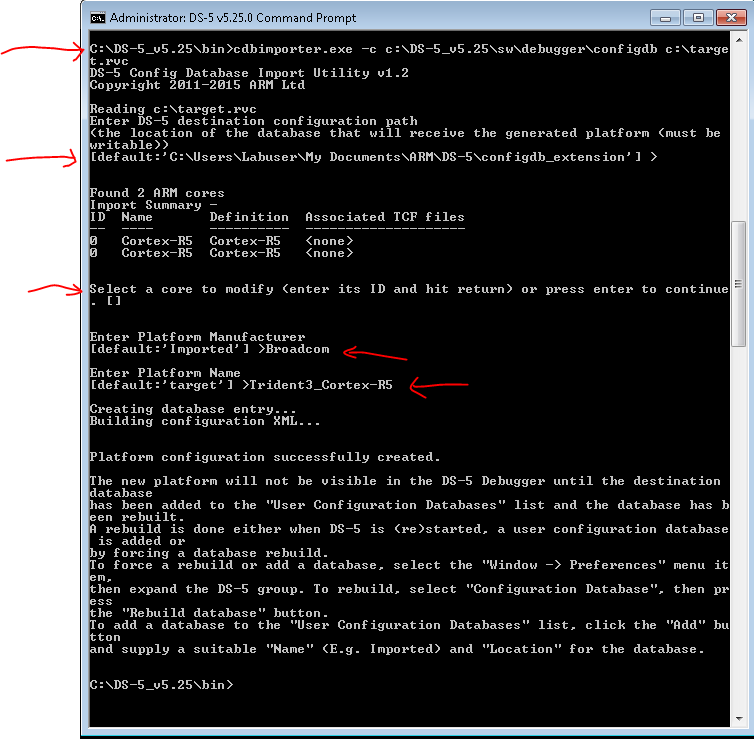 Administrator: DS-5 v5.25.0 Command Prompt
C:\DS-5_v5.25\bin>cdbimporter.exe -c c:\DS-5_v5.25\sw\debugger\configdb c:\targe
t.rvc
DS-5 Config Database Import Utility v1.2
Copyright 2011-2015 ARM Ltd
Reading c:\target.rvc
Enter DS-5 destination configuration path
(the location of the database that will receive the generated platform (must be
writable))
[default:'C:\Users\Labuser\My Documents\ARM\DS-5\configdb_extension'] >
Found 2 ARM cores
Import Summary -
ID  Name       Definition  Associated TCF files
--  ----       ----------  --------------------
0   Cortex-R5  Cortex-R5   <none>
0   Cortex-R5  Cortex-R5   <none>
Select a core to modify (enter its ID and hit return) or press enter to continue
. []
Enter Platform Manufacturer
[default:'Imported'] >Broadcom
Enter Platform Name
[default:'target'] >Trident3_Cortex-R5
Creating database entry...
Building configuration XML...
Platform configuration successfully created.
The new platform will not be visible in the DS-5 Debugger until the destination
database
has been added to the "User Configuration Databases" list and the database has b
een rebuilt.
A rebuild is done either when DS-5 is (re)started, a user configuration database
 is added or
by forcing a database rebuild.
To force a rebuild or add a database, select the "Window -> Preferences" menu it
em,
then expand the DS-5 group. To rebuild, select "Configuration Database", then pr
ess
the "Rebuild database" button.
To add a database to the "User Configuration Databases" list, click the "Add" bu
tton
and supply a suitable "Name" (E.g. Imported) and "Location" for the database.
C:\DS-5_v5.25\bin>